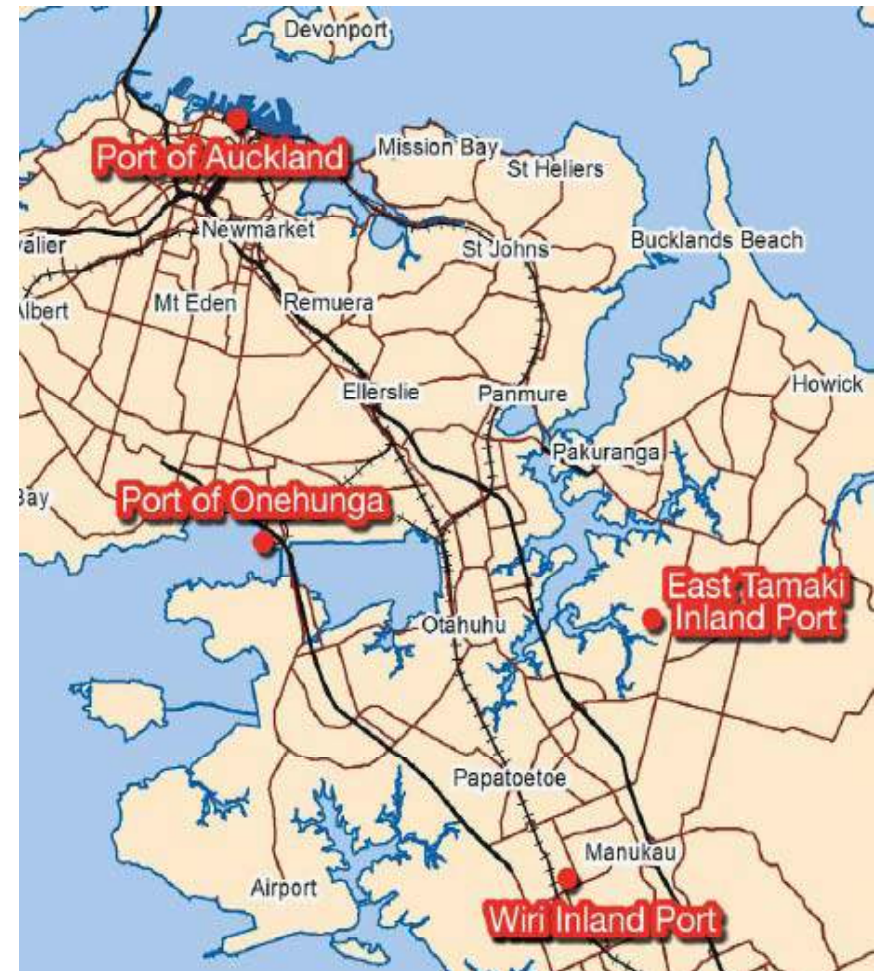 Devonport
Port of Auckland
Mission Bay
St Heliers
Newmarket
valier
St Johns
Bucklands Beach
Albert
Mt Eden
Remuera
Ellerslie
Panmure
Howick
Pakuranga
Bay
Port of Onehunga
East Tamaki
Inland Port
Otahuhu
Papatoetoe
Manukau
Airport
Wiri Inland Port